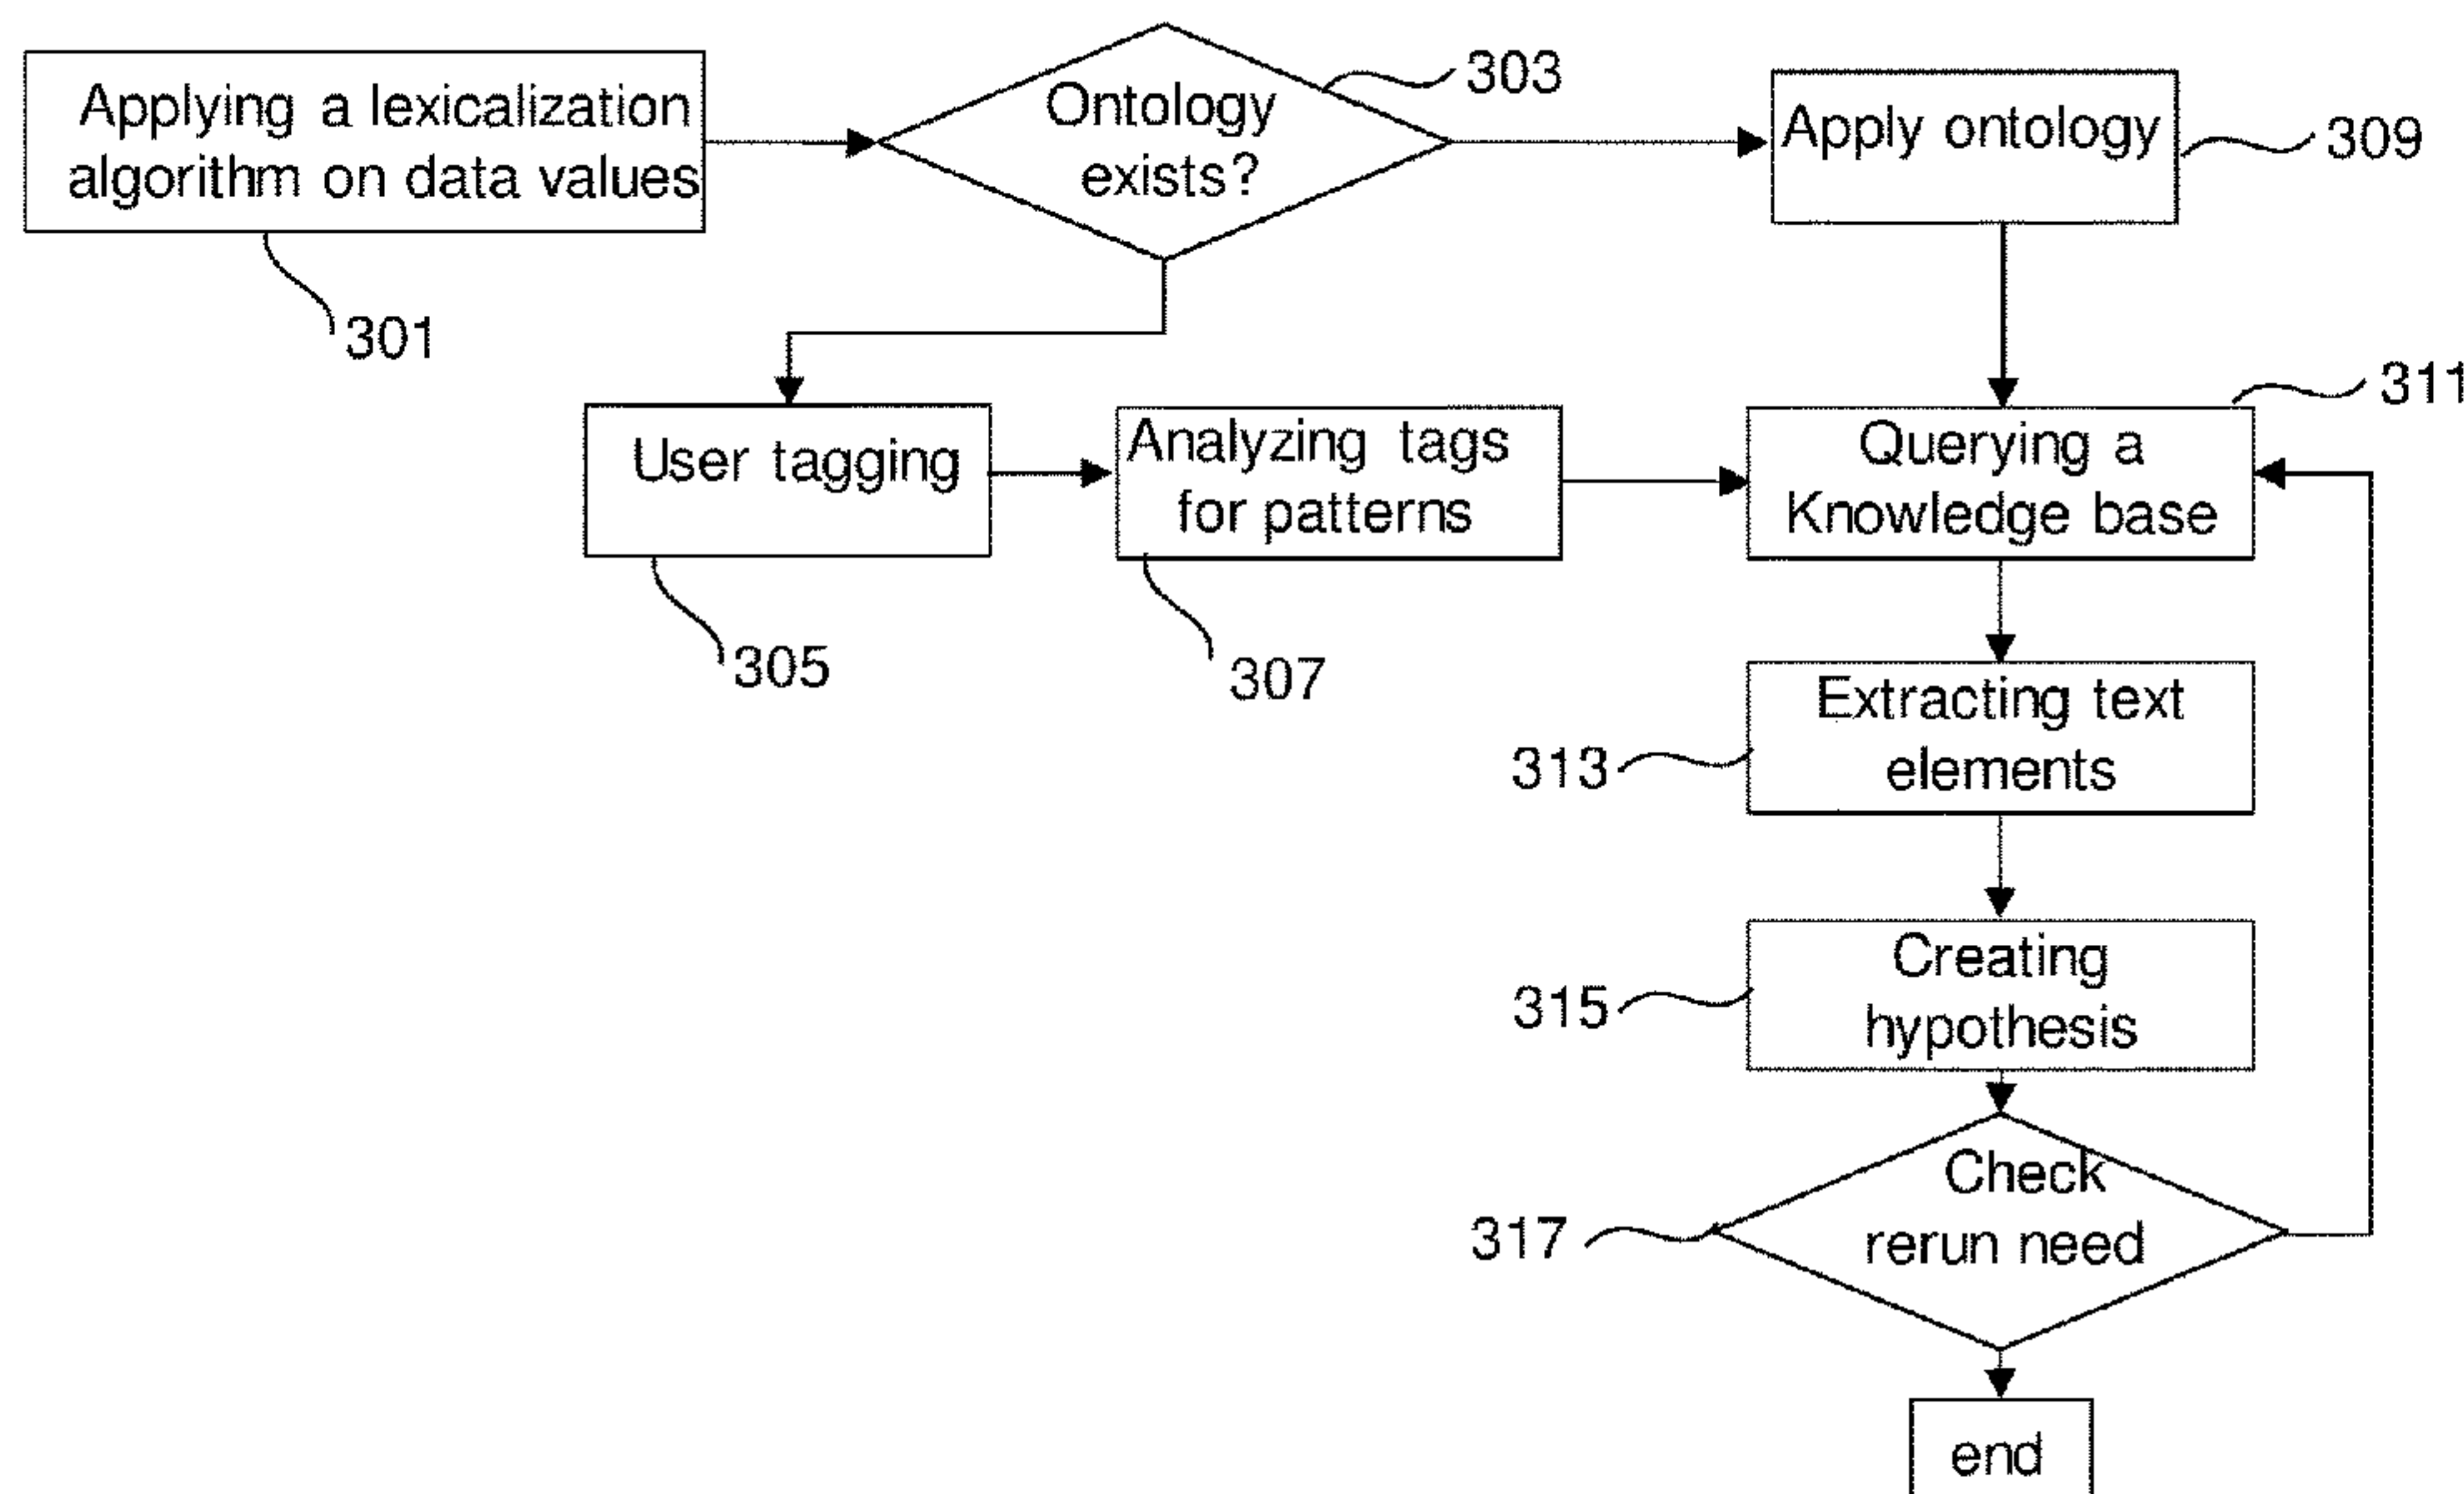 Applying a lexicalization
algorithm on data values
301
Ontology
exists?
303
Apply ontology
309
User tagging
305
Analyzing tags
for patterns
307
Querying a
Knowledge base
311
Extracting text
elements
313
Creating
hypothesis
315
Check
rerun need
317
end